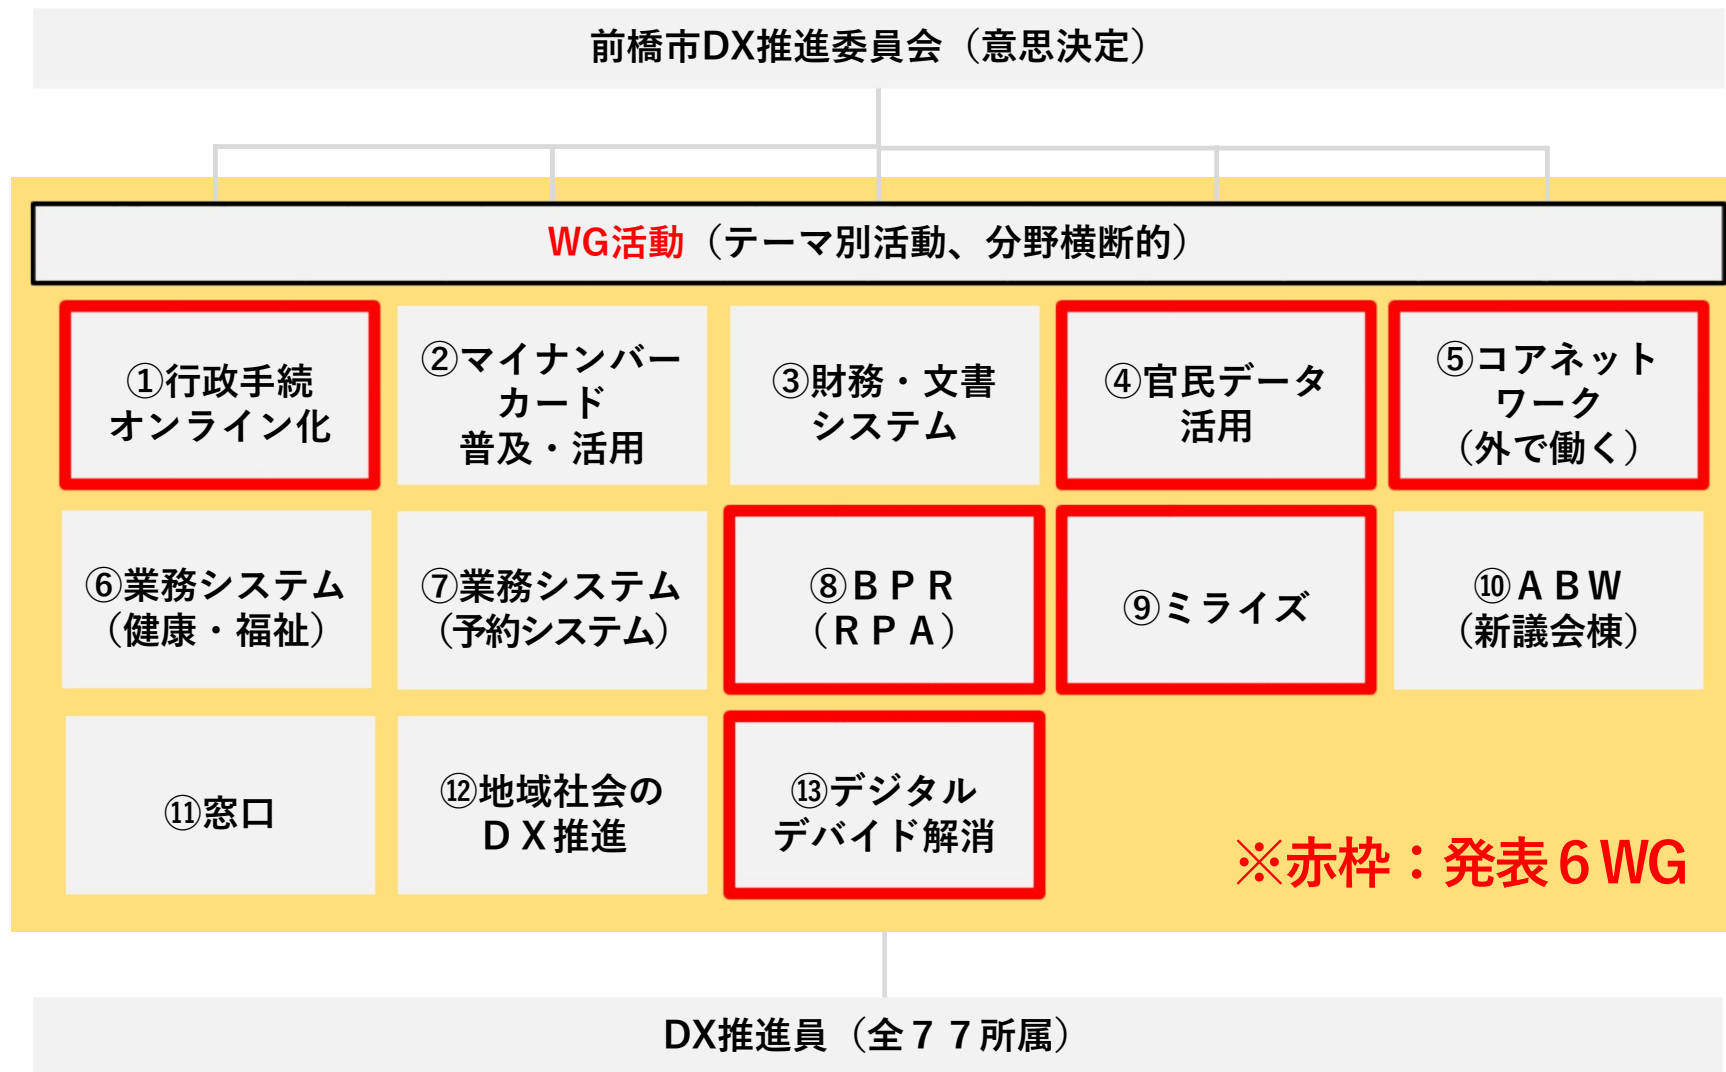 前橋市DX推進委員会（意思決定）
WG活動（テーマ別活動、分野横断的）
①行政手続
オンライン化
②マイナンバー
カード
普及・活用
③財務・文書
システム
④官民データ
活用
⑤コアネット
ワーク
（外で働く）
⑥業務システム
（健康・福祉）
⑦業務システム
（予約システム）
⑧ＢＰＲ
（ＲＰＡ）
⑨ミライズ
⑩ＡＢＷ
（新議会棟）
⑪窓口
⑫地域社会の
ＤＸ推進
⑬デジタル
デバイド解消
※赤枠：発表６WG
DX推進員（全７７所属）